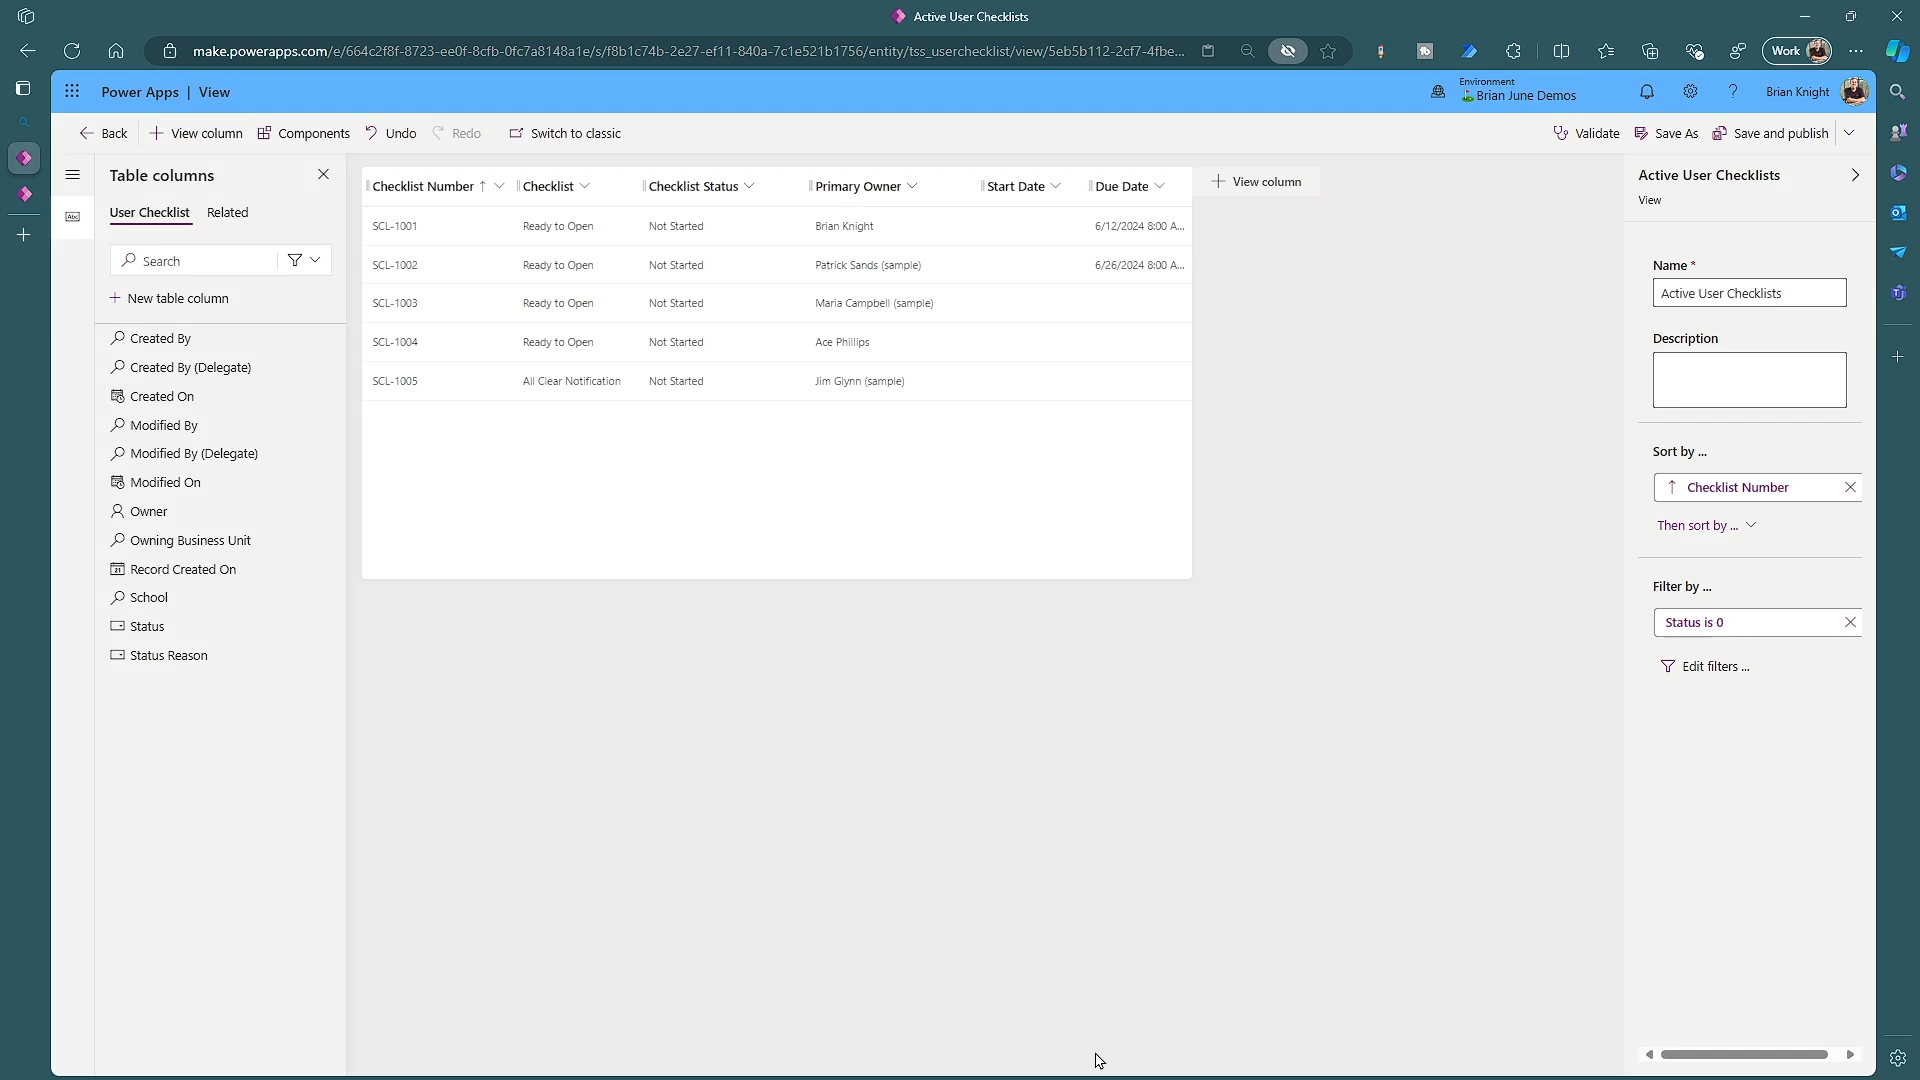 Active User Checklists
make.powerapps.com/e/664c2f8f-8723-ee0f-8cfb-0fc7a8148a1e/s/f8b1c74b-2e27-ef11-840a-7c1e521b1756/entity/tss_userchecklist/view/5eb5b112-2cf7-4fbe...
Work
Power Apps | View
Environment
Brian June Demos
Brian Knight
Back
View column
Components
Undo
Redo
Switch to classic
Validate
Save As
Save and publish
Table columns
User Checklist
Related
Search
New table column
Created By
Created By (Delegate)
Created On
Modified By
Modified By (Delegate)
Modified On
Owner
Owning Business Unit
Record Created On
School
Status
Status Reason
Checklist Number Checklist Checklist Status Primary Owner Start Date Due Date
SCL-1001 Ready to Open Not Started Brian Knight 6/12/2024 8:00 A...
SCL-1002 Ready to Open Not Started Patrick Sands (sample) 6/26/2024 8:00 A...
SCL-1003 Ready to Open Not Started Maria Campbell (sample)
SCL-1004 Ready to Open Not Started Ace Phillips
SCL-1005 All Clear Notification Not Started Jim Glynn (sample)
View column
Active User Checklists
View
Name *
Active User Checklists
Description
Sort by ...
Checklist Number
Then sort by ...
Filter by ...
Status is 0
Edit filters ...